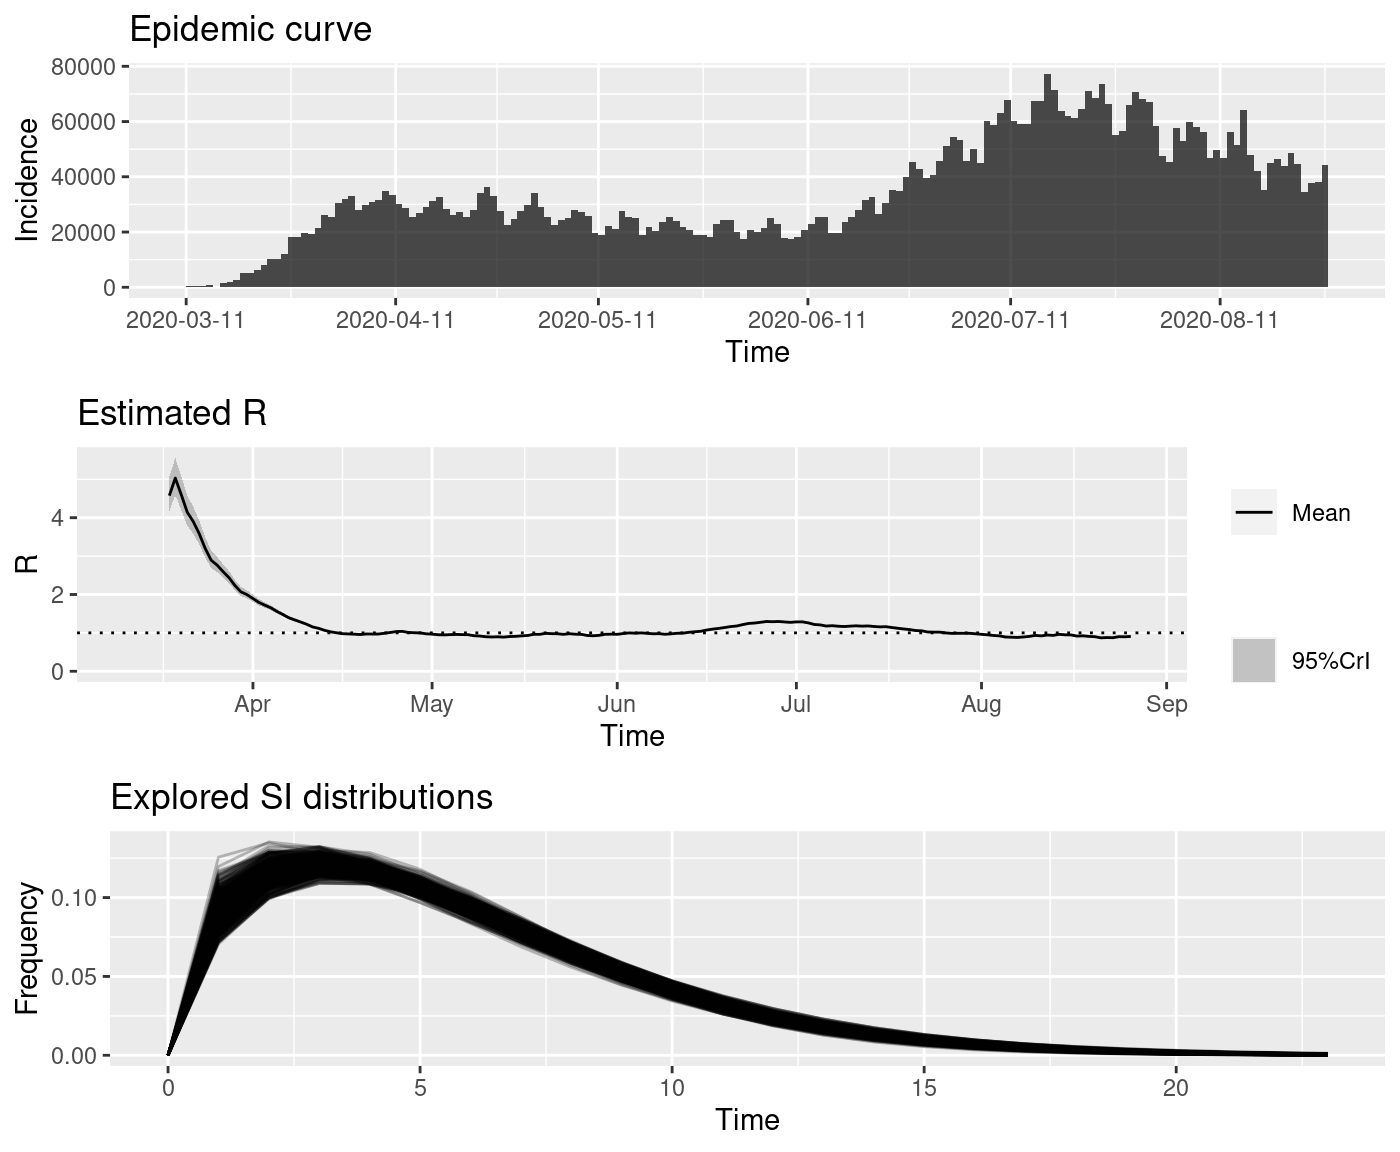 Epidemic curve
80000
60000
40000
20000
0
Incidence
2020-03-11 2020-04-11 2020-05-11 2020-06-11 2020-07-11 2020-08-11
Time
Estimated R
4
2
0
R
Apr May Jun Jul Aug Sep
Time
Mean
95%CrI
Explored SI distributions
0.10
0.05
0.00
Frequency
0 5 10 15 20
Time